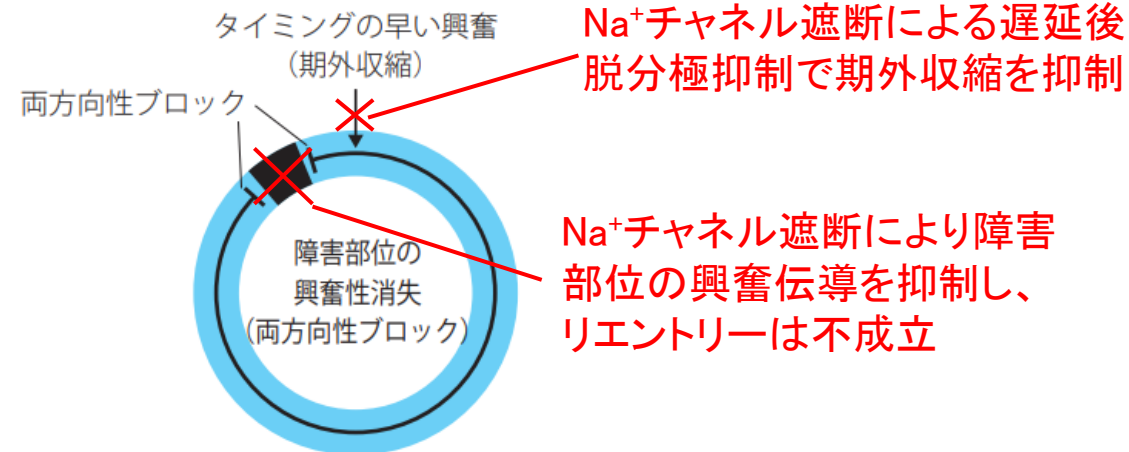 タイミングの早い興奮
(期外収縮)
両方向性ブロック
Na⁺チャネル遮断による遅延後
脱分極抑制で期外収縮を抑制
障害部位の
興奮性消失
(両方向性ブロック)
Na⁺チャネル遮断により障害
部位の興奮伝導を抑制し、
リエントリーは不成立